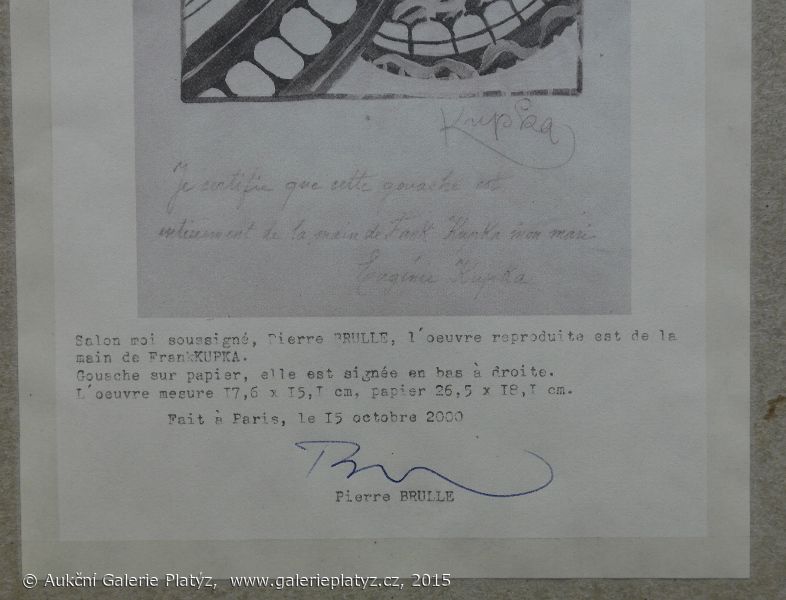 Kupka
Je certifie que cette gouache est
entièrement de la main de Frank Kupka mon mari
Eugénie Kupka
Salon moi soussigné, Pierre BRULLE, l'oeuvre reproduite est de la
main de FrankKUPKA.
Gouache sur papier, elle est signée en bas à droite.
L'oeuvre mesure I7,6 x I5,I cm, papier 26,5 x I8,I cm.
Fait à Paris, le I5 octobre 2000
Pierre BRULLE
© Aukční Galerie Platýz, www.galerieplatyz.cz, 2015